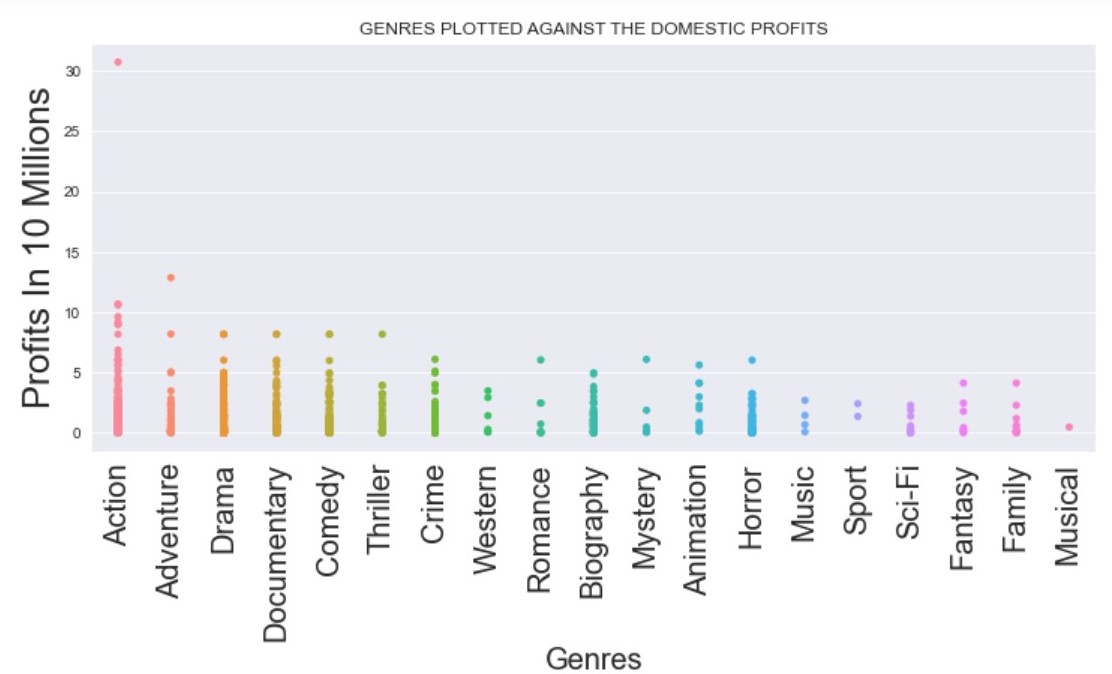 GENRES PLOTTED AGAINST THE DOMESTIC PROFITS
Profits In 10 Millions
30
25
20
15
10
5
0
Action
Adventure
Drama
Documentary
Comedy
Thriller
Crime
Western
Romance
Biography
Mystery
Animation
Horror
Music
Sport
Sci-Fi
Fantasy
Family
Musical
Genres